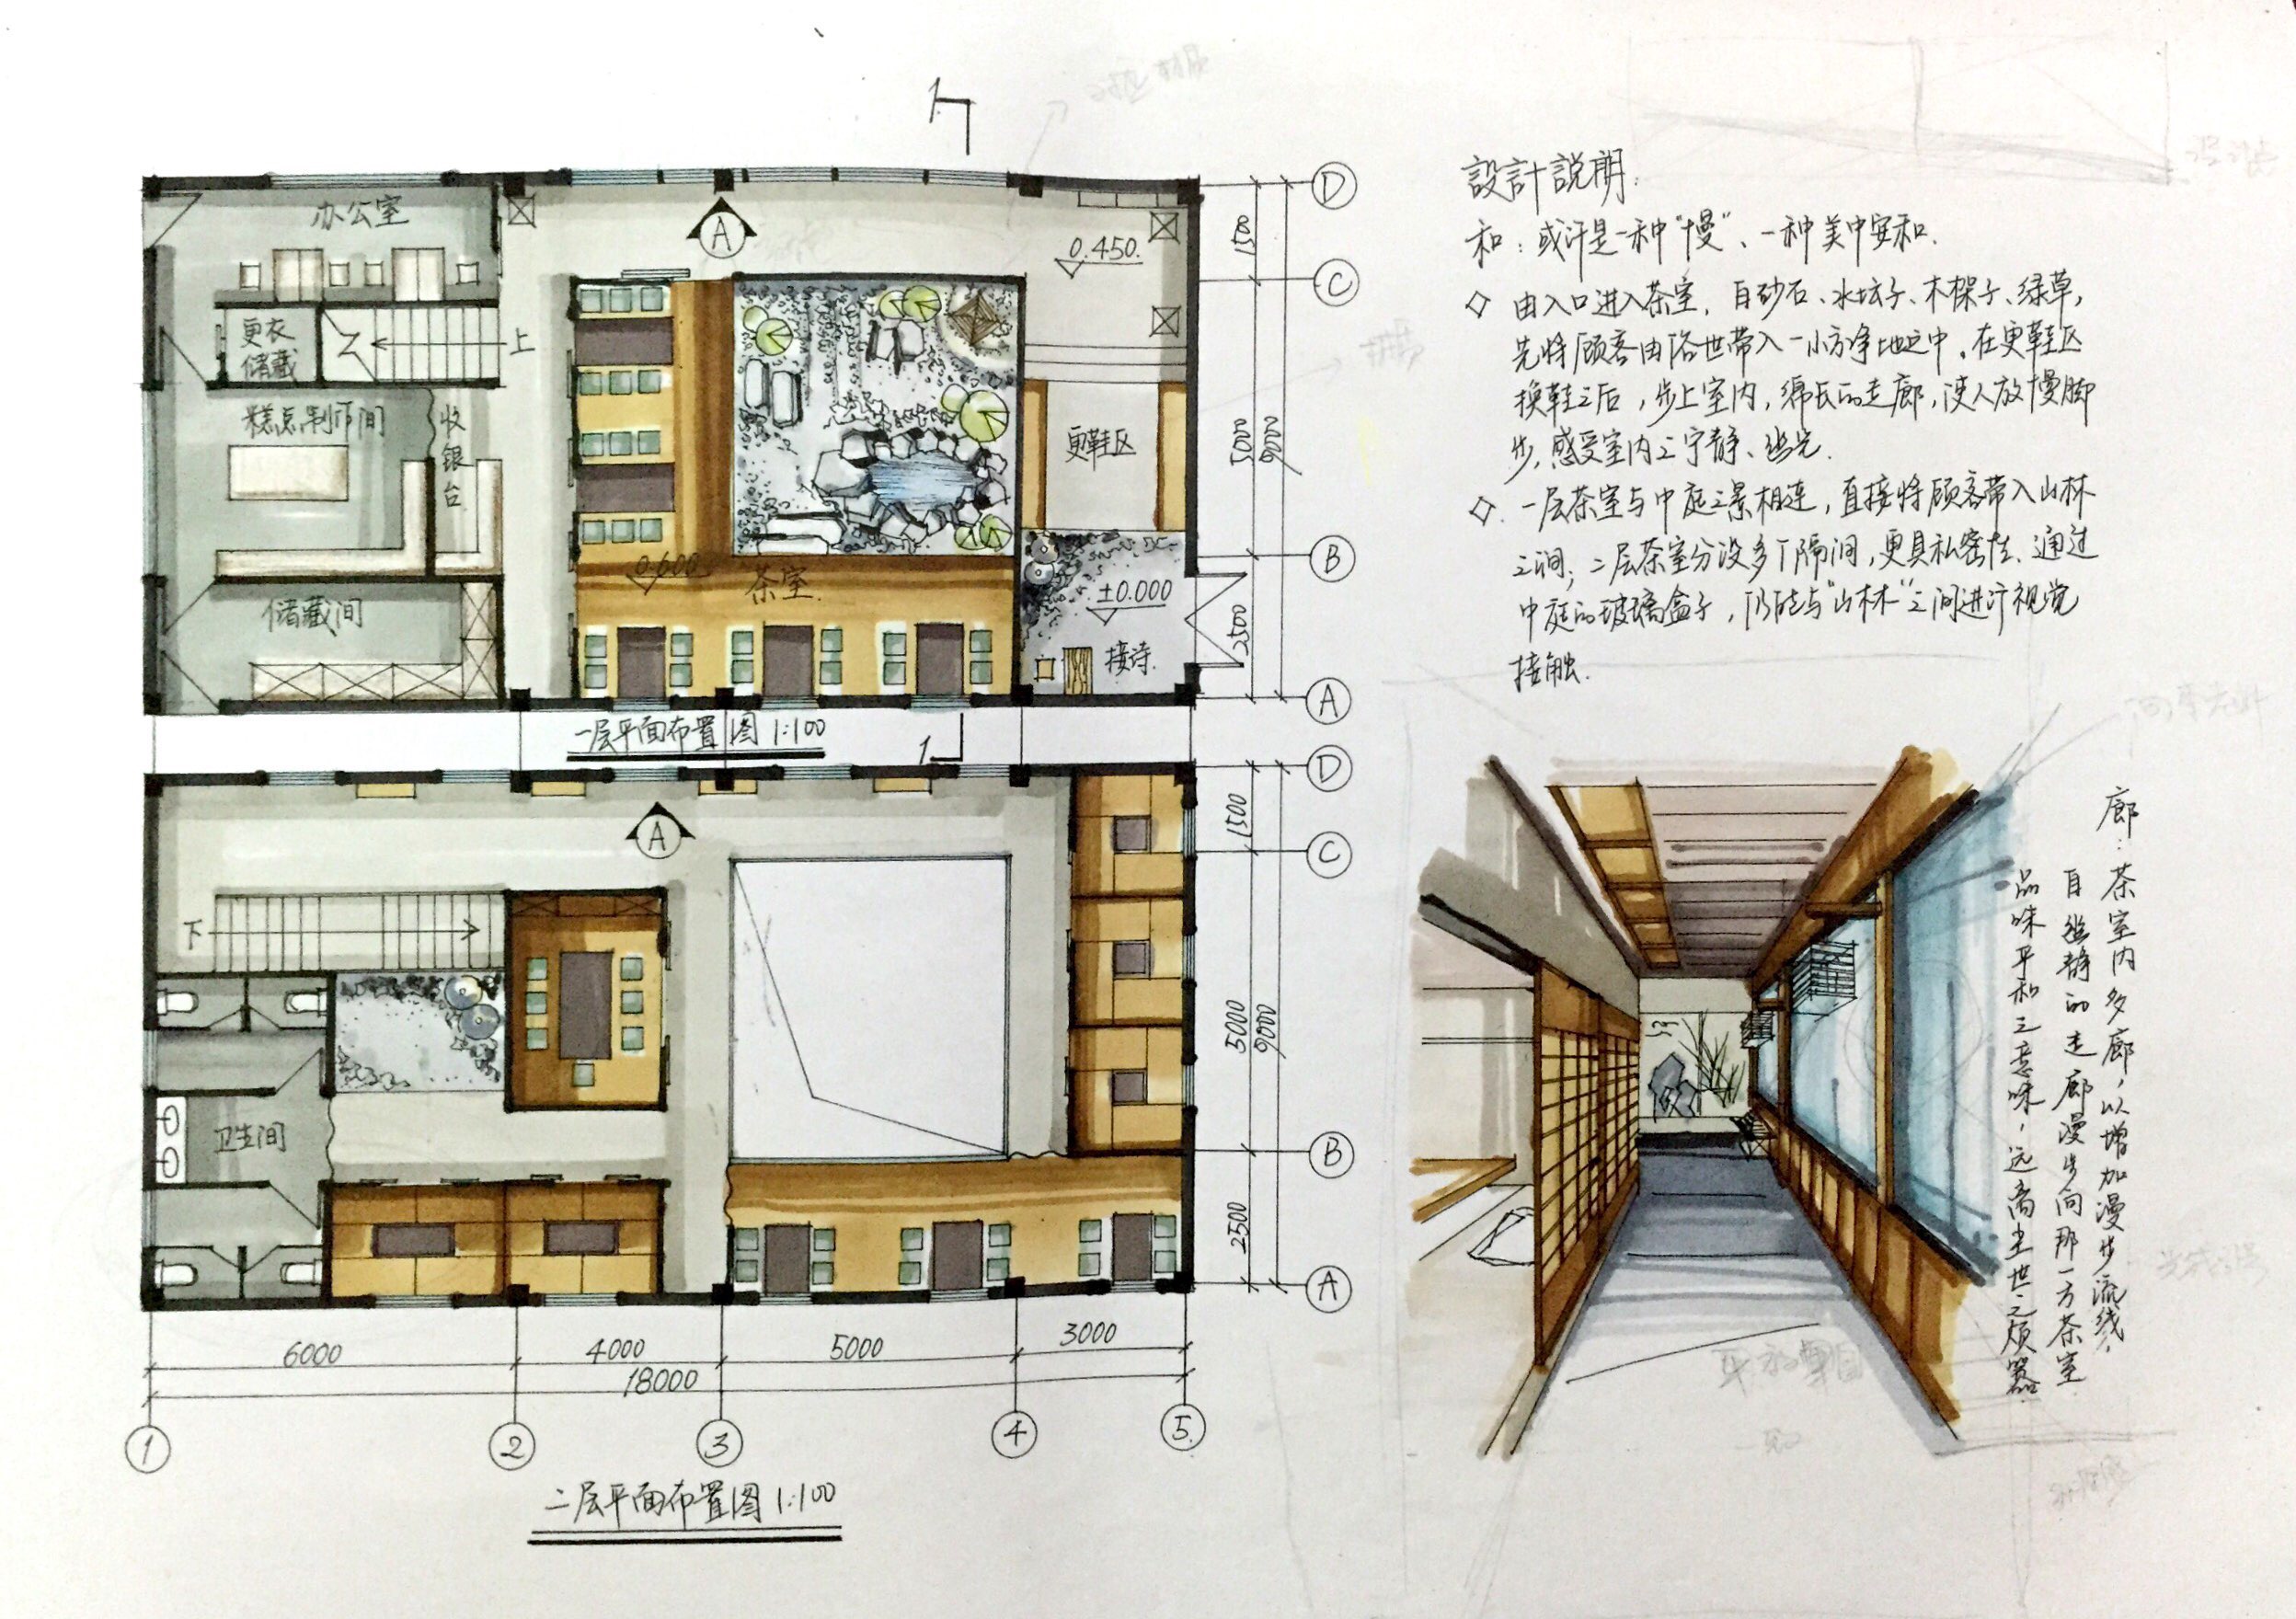 1
办公室
A
0.450
D
1500
C
更衣
储藏
上
糕点制作间
收
银
台
更鞋区
5000
9000
0.600
茶室
B
±0.000
储藏间
接待
2500
A
一层平面布置图 1:100
1
D
A
1500
C
下
卫生间
5000
9000
B
2500
A
6000
4000
5000
3000
18000
1
2
3
4
5
二层平面布置图 1:100
設計説明:
和:或许是一种"慢"、一种美中安和.
◇ 由入口进入茶室,自砂石、水坛子、木架子、绿草,
先将顾客由俗世带入一小方净地之中。在更鞋区
换鞋之后,步上室内,绵长的走廊,使人放慢脚
步,感受室内之宁静、幽光.
◇. 一层茶室与中庭之景相连,直接将顾客带入山林
之间;二层茶室分设多个隔间,更具私密性.通过
中庭的玻璃盒子,仍能与"山林"之间进行视觉
接触.
廊:茶室内多廊,以增加漫步流线.
自幽静的走廊漫步向那一方茶室.
品味平和之意味,远离尘世之烦嚣.